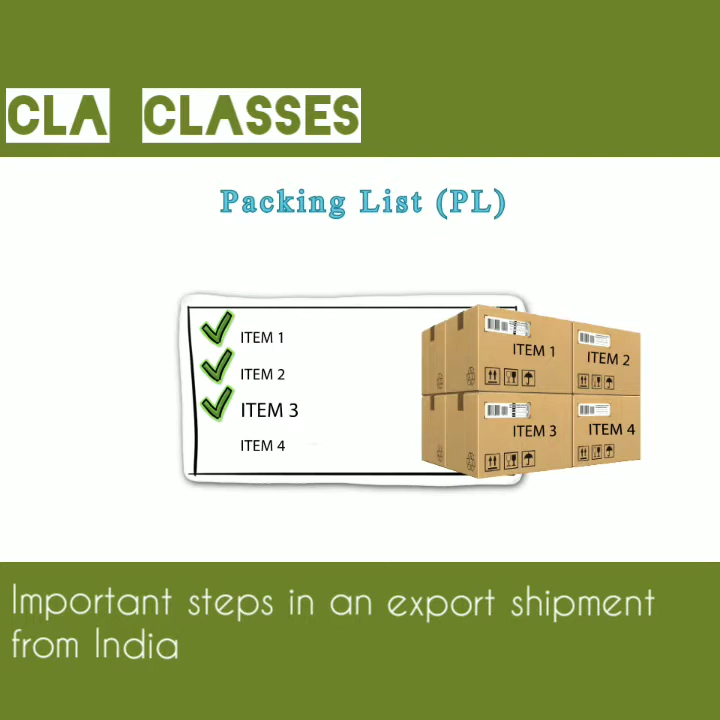 CLA CLASSES
Packing List (PL)
ITEM 1
ITEM 2
ITEM 3
ITEM 4
ITEM 1
ITEM 2
ITEM 3
ITEM 4
Important steps in an export shipment
from India